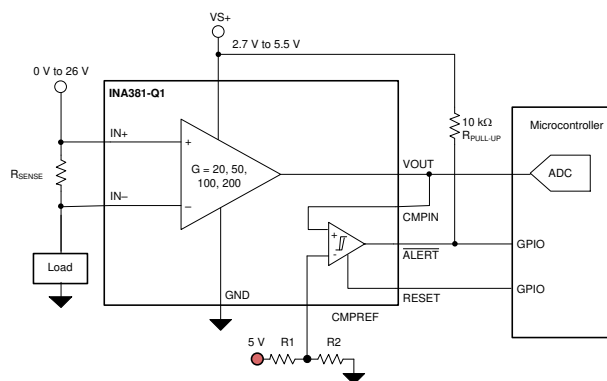 VS+
2.7 V to 5.5 V
0 V to 26 V
INA381-Q1
10 kΩ
RPULL-UP
Microcontroller
IN+
+
G = 20, 50,
100, 200
VOUT
ADC
RSENSE
IN–
–
CMPIN
+
-
ALERT
GPIO
Load
GND
RESET
GPIO
CMPREF
5 V
R1
R2